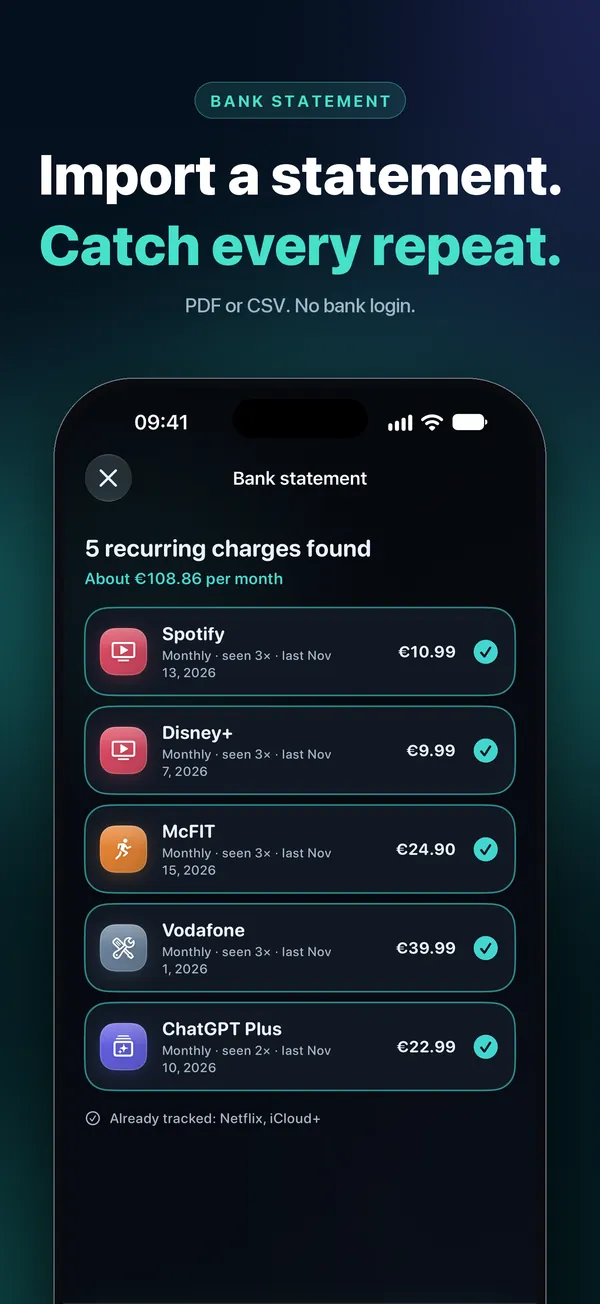 BANK STATEMENT
Import a statement.
Catch every repeat.
PDF or CSV. No bank login.
09:41
Bank statement
5 recurring charges found
About €108.86 per month
Spotify
Monthly · seen 3× · last Nov
13, 2026
€10.99
Disney+
Monthly · seen 3× · last Nov
7, 2026
€9.99
McFIT
Monthly · seen 3× · last Nov
15, 2026
€24.90
Vodafone
Monthly · seen 3× · last Nov
1, 2026
€39.99
ChatGPT Plus
Monthly · seen 2× · last Nov
10, 2026
€22.99
Already tracked: Netflix, iCloud+